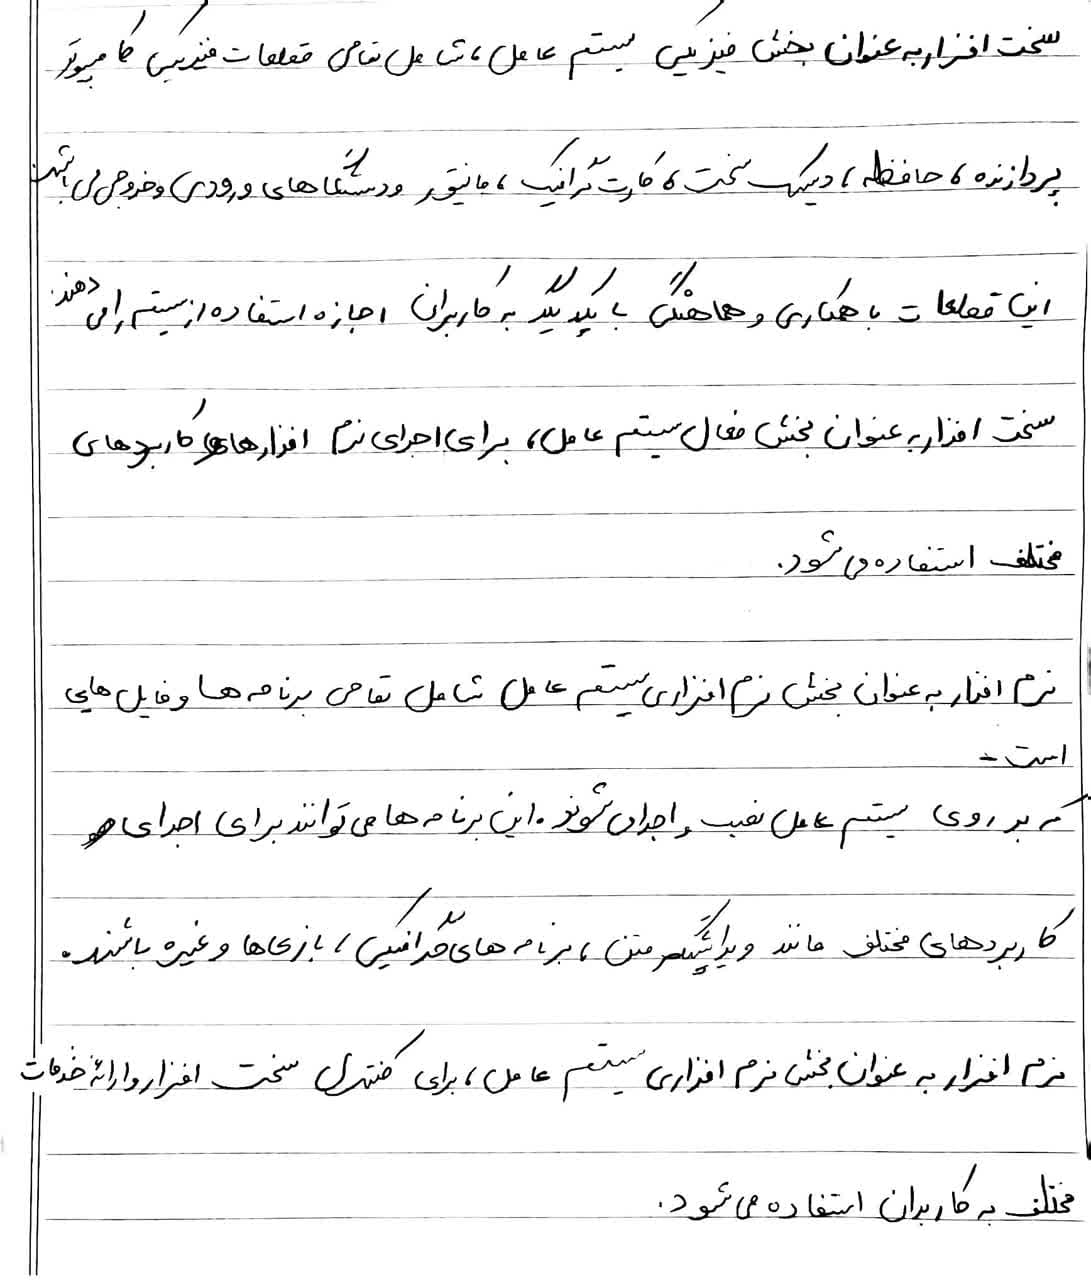 سخت افزار به عنوان بخش فیزیکی سیستم عامل، شامل تمامی قطعات فیزیکی کامپیوتر
پردازنده، حافظه، دیسک سخت، کارت گرافیک، مانیتور و دستگاه‌های ورودی و خروجی می باشد.
این قطعات با همکاری و هماهنگی با یکدیگر به کاربران اجازه استفاده از سیستم را می دهند.
سخت افزار به عنوان بخش فعال سیستم عامل، برای اجرای نرم افزارها و کاربردهای
مختلف استفاده می شود.
نرم افزار به عنوان بخش نرم افزاری سیستم عامل شامل تمامی برنامه ها و فایل هایی
است -
که بر روی سیستم عامل نصب و اجرا می شوند. این برنامه ها می توانند برای اجرای
کاربردهای مختلف مانند ویرایشگر متن، برنامه های گرافیکی، بازی ها و غیره باشند.
نرم افزار به عنوان بخش نرم افزاری سیستم عامل، برای کنترل سخت افزار و ارائه خدمات
مختلف به کاربران استفاده می شود.